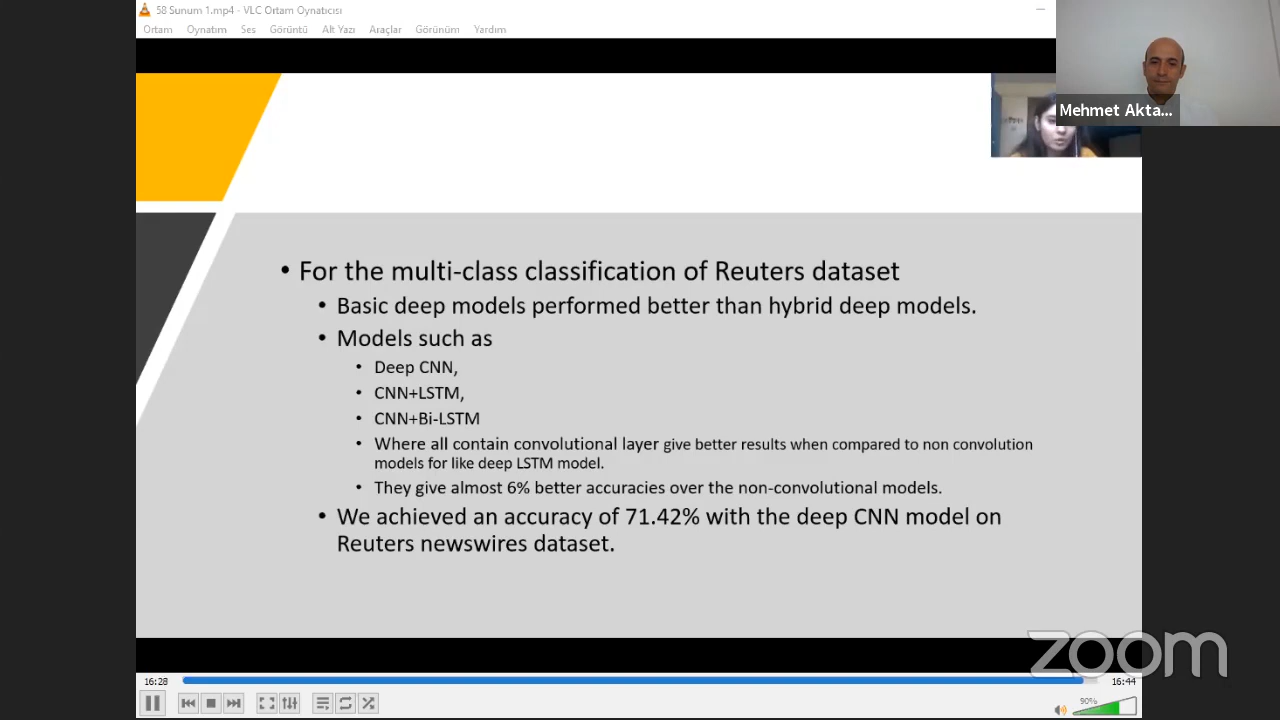 58 Sunum 1.mp4 - VLC Ortam Oynatıcısı
Ortam Oynatım Ses Görüntü Alt Yazı Araçlar Görünüm Yardım
Mehmet Akta...
• For the multi-class classification of Reuters dataset
• Basic deep models performed better than hybrid deep models.
• Models such as
• Deep CNN,
• CNN+LSTM,
• CNN+Bi-LSTM
• Where all contain convolutional layer give better results when compared to non convolution
models for like deep LSTM model.
• They give almost 6% better accuracies over the non-convolutional models.
• We achieved an accuracy of 71.42% with the deep CNN model on
Reuters newswires dataset.
zoom
16:28
16:44
90%